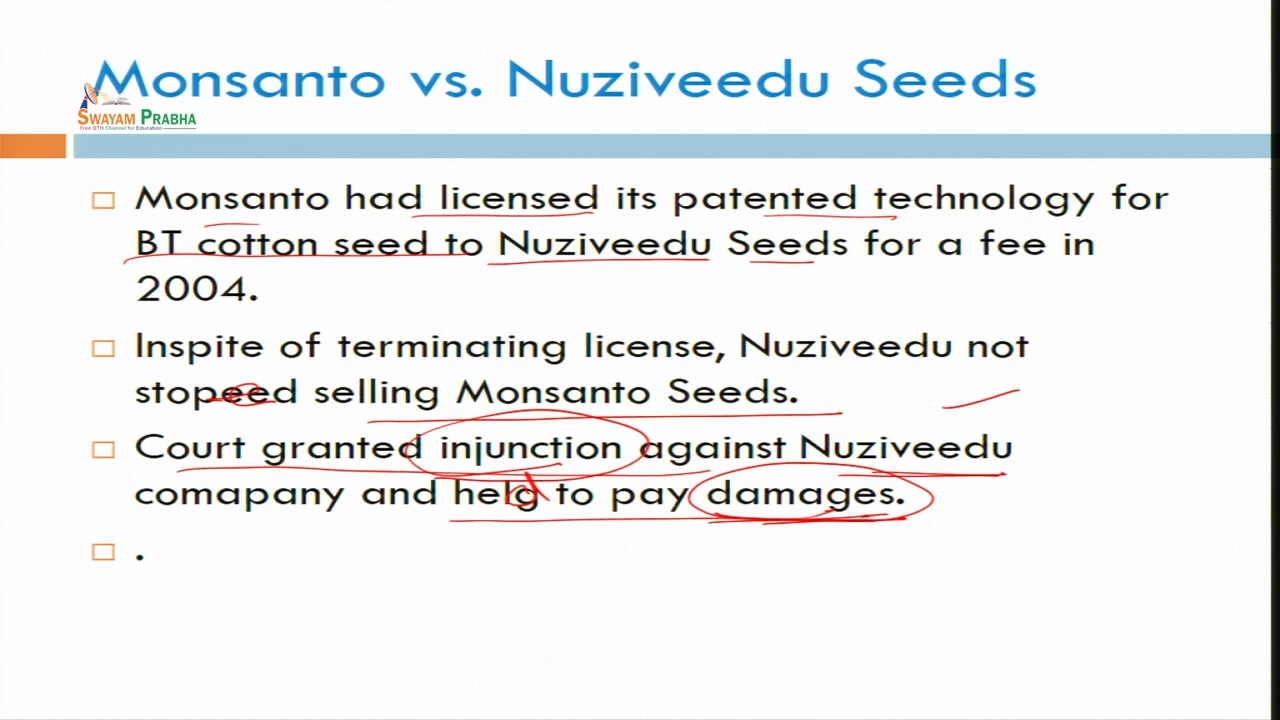 Monsanto vs. Nuziveedu Seeds
SWAYAM PRABHA
Free DTH Channel for Education
Monsanto had licensed its patented technology for
BT cotton seed to Nuziveedu Seeds for a fee in
2004.
Inspite of terminating license, Nuziveedu not
stopeed selling Monsanto Seeds.
Court granted injunction against Nuziveedu
comapany and held to pay damages.
.